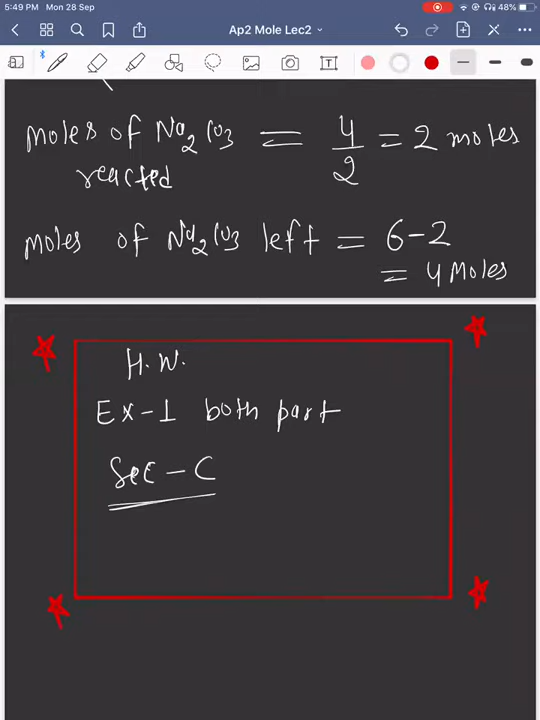 5:49 PM Mon 28 Sep
48%
Ap2 Mole Lec2
T
moles of Na2CO3 reacted = 4/2 = 2 moles
moles of Na2CO3 left = 6-2
= 4 Moles
H.W.
Ex-1 both part
Sec-C